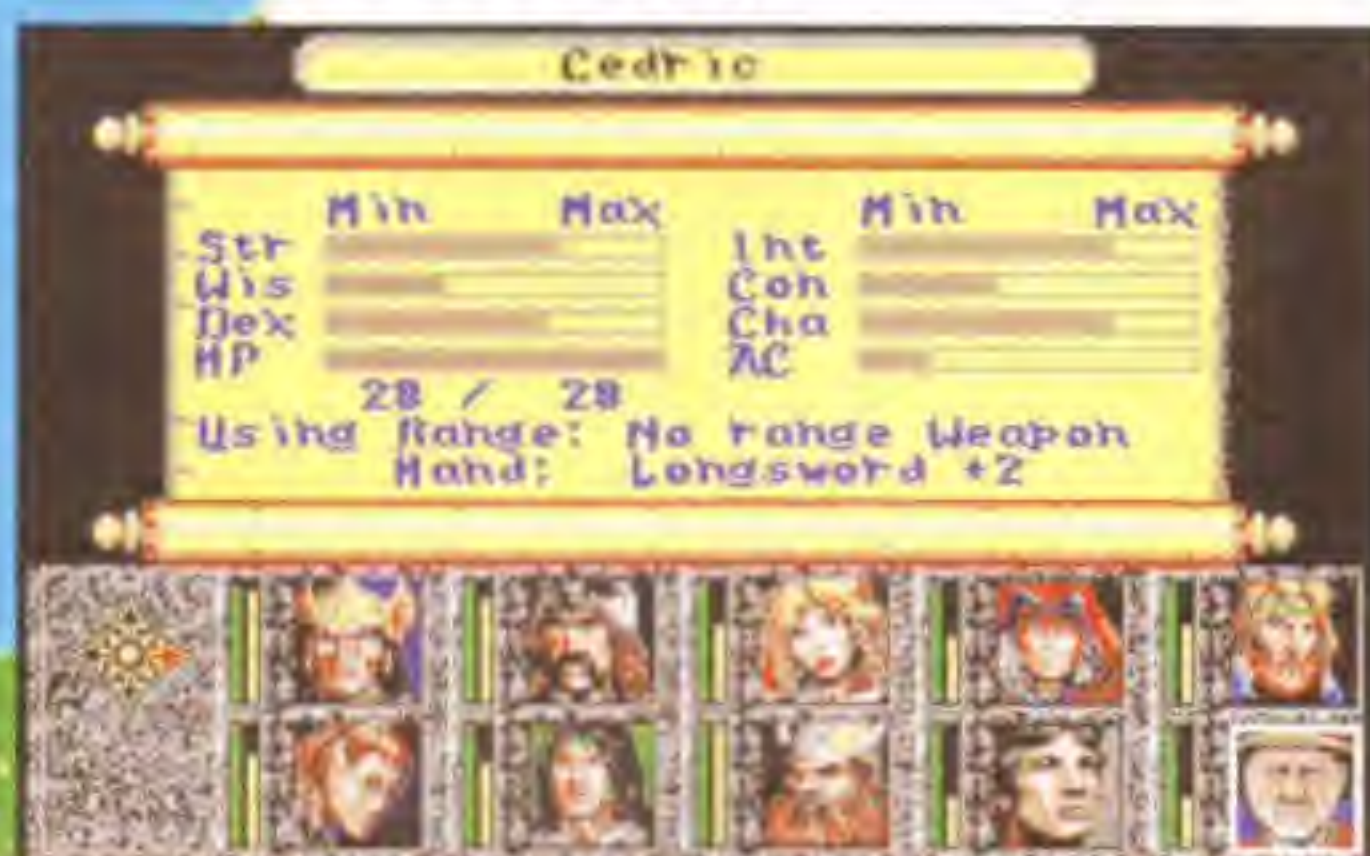 Cedric
Min Max Min Max
Str Int
Wis Con
Dex Cha
HP AC
28 / 28
Using Range: No range Weapon
Hand: Longsword +2